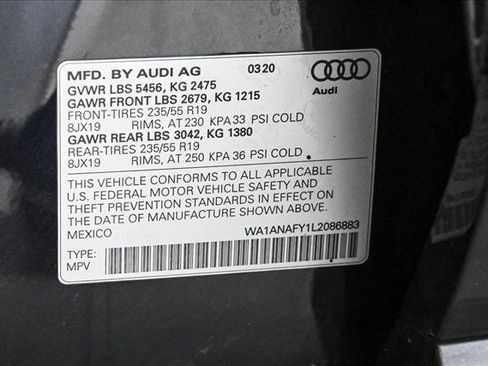 MFD. BY AUDI AG 03 20
GVWR LBS 5456, KG 2475
GAWR FRONT LBS 2679, KG 1215
FRONT-TIRES 235/55 R19
8JX19 RIMS, AT 230 KPA 33 PSI COLD
GAWR REAR LBS 3042, KG 1380
REAR-TIRES 235/55 R19
8JX19 RIMS, AT 250 KPA 36 PSI COLD
Audi
THIS VEHICLE CONFORMS TO ALL APPLICABLE
U.S. FEDERAL MOTOR VEHICLE SAFETY AND
THEFT PREVENTION STANDARDS IN EFFECT ON
THE DATE OF MANUFACTURE SHOWN ABOVE.
MEXICO WA1ANAFY1L2086883
TYPE:
MPV